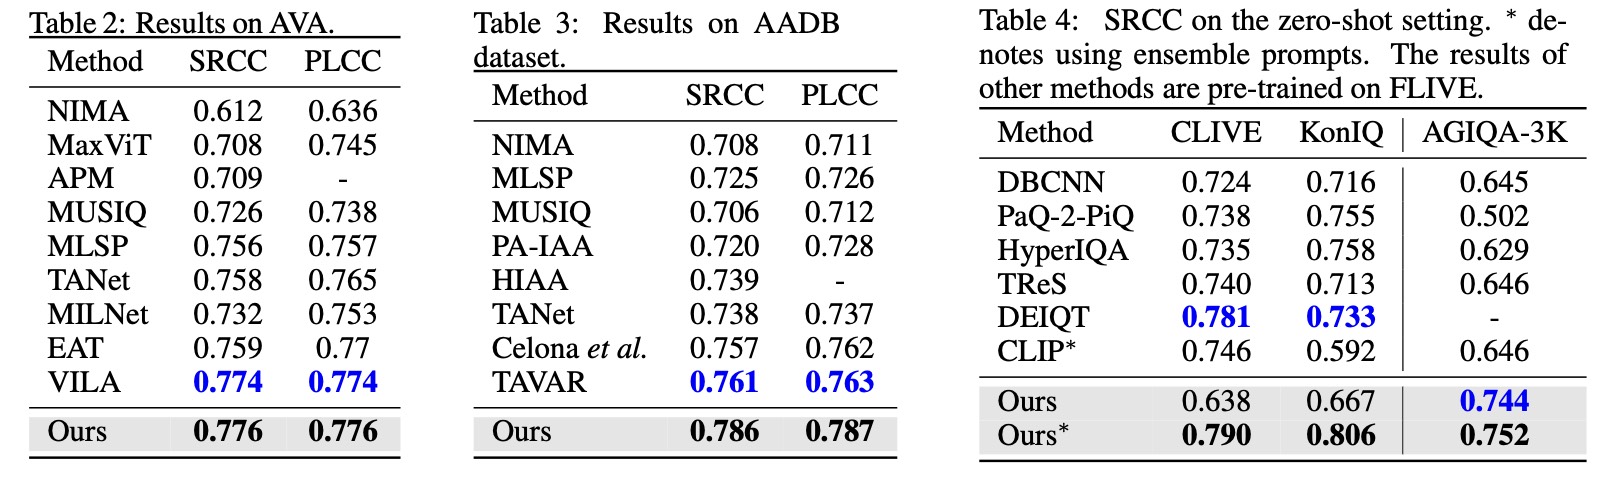 Table 2: Results on AVA.
Method SRCC PLCC
NIMA 0.612 0.636
MaxViT 0.708 0.745
APM 0.709 -
MUSIQ 0.726 0.738
MLSP 0.756 0.757
TANet 0.758 0.765
MILNet 0.732 0.753
EAT 0.759 0.77
VILA 0.774 0.774
Ours 0.776 0.776
Table 3: Results on AADB
dataset.
Method SRCC PLCC
NIMA 0.708 0.711
MLSP 0.725 0.726
MUSIQ 0.706 0.712
PA-IAA 0.720 0.728
HIAA 0.739 -
TANet 0.738 0.737
Celona et al. 0.757 0.762
TAVAR 0.761 0.763
Ours 0.786 0.787
Table 4: SRCC on the zero-shot setting. * de-
notes using ensemble prompts. The results of
other methods are pre-trained on FLIVE.
Method CLIVE KonIQ AGIQA-3K
DBCNN 0.724 0.716 0.645
PaQ-2-PiQ 0.738 0.755 0.502
HyperIQA 0.735 0.758 0.629
TReS 0.740 0.713 0.646
DEIQT 0.781 0.733 -
CLIP* 0.746 0.592 0.646
Ours 0.638 0.667 0.744
Ours* 0.790 0.806 0.752